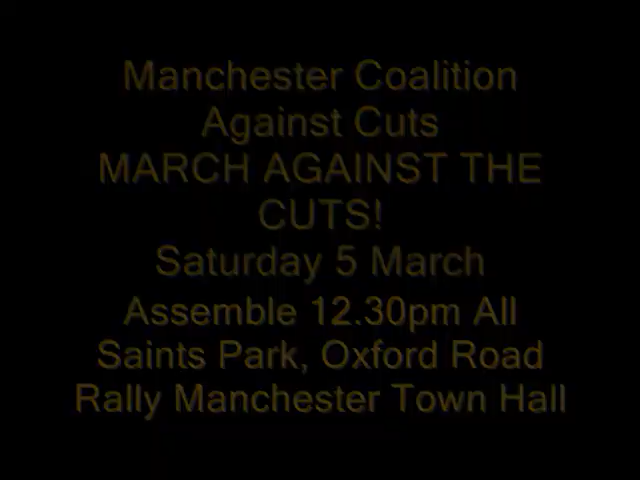 Manchester Coalition
Against Cuts
MARCH AGAINST THE
CUTS!
Saturday 5 March
Assemble 12.30pm All
Saints Park, Oxford Road
Rally Manchester Town Hall